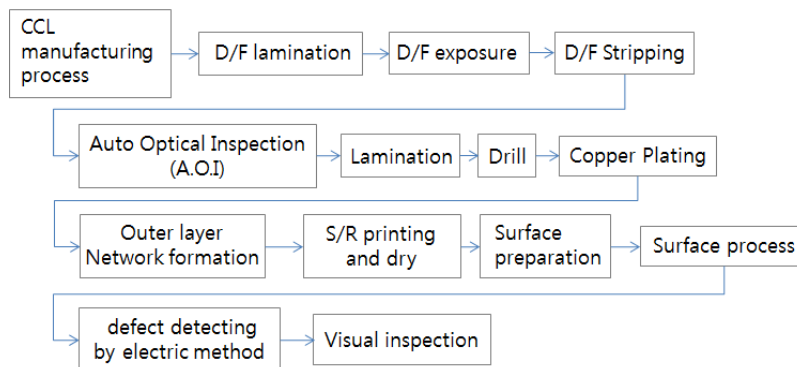 CCL
manufacturing
process
D/F lamination
D/F exposure
D/F Stripping
Auto Optical Inspection
(A.O.I)
Lamination
Drill
Copper Plating
Outer layer
Network formation
S/R printing
and dry
Surface
preparation
Surface process
defect detecting
by electric method
Visual inspection